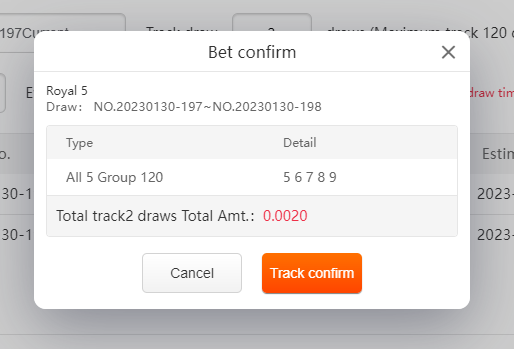 197Current
Track draw
draws (Maximum track 120
Bet confirm
Royal 5
Draw: NO.20230130-197~NO.20230130-198
draw tim
Type Detail
o.
Estim
All 5 Group 120 5 6 7 8 9
30-1
2023-
Total track2 draws Total Amt.: 0.0020
30-1
2023-
Cancel Track confirm